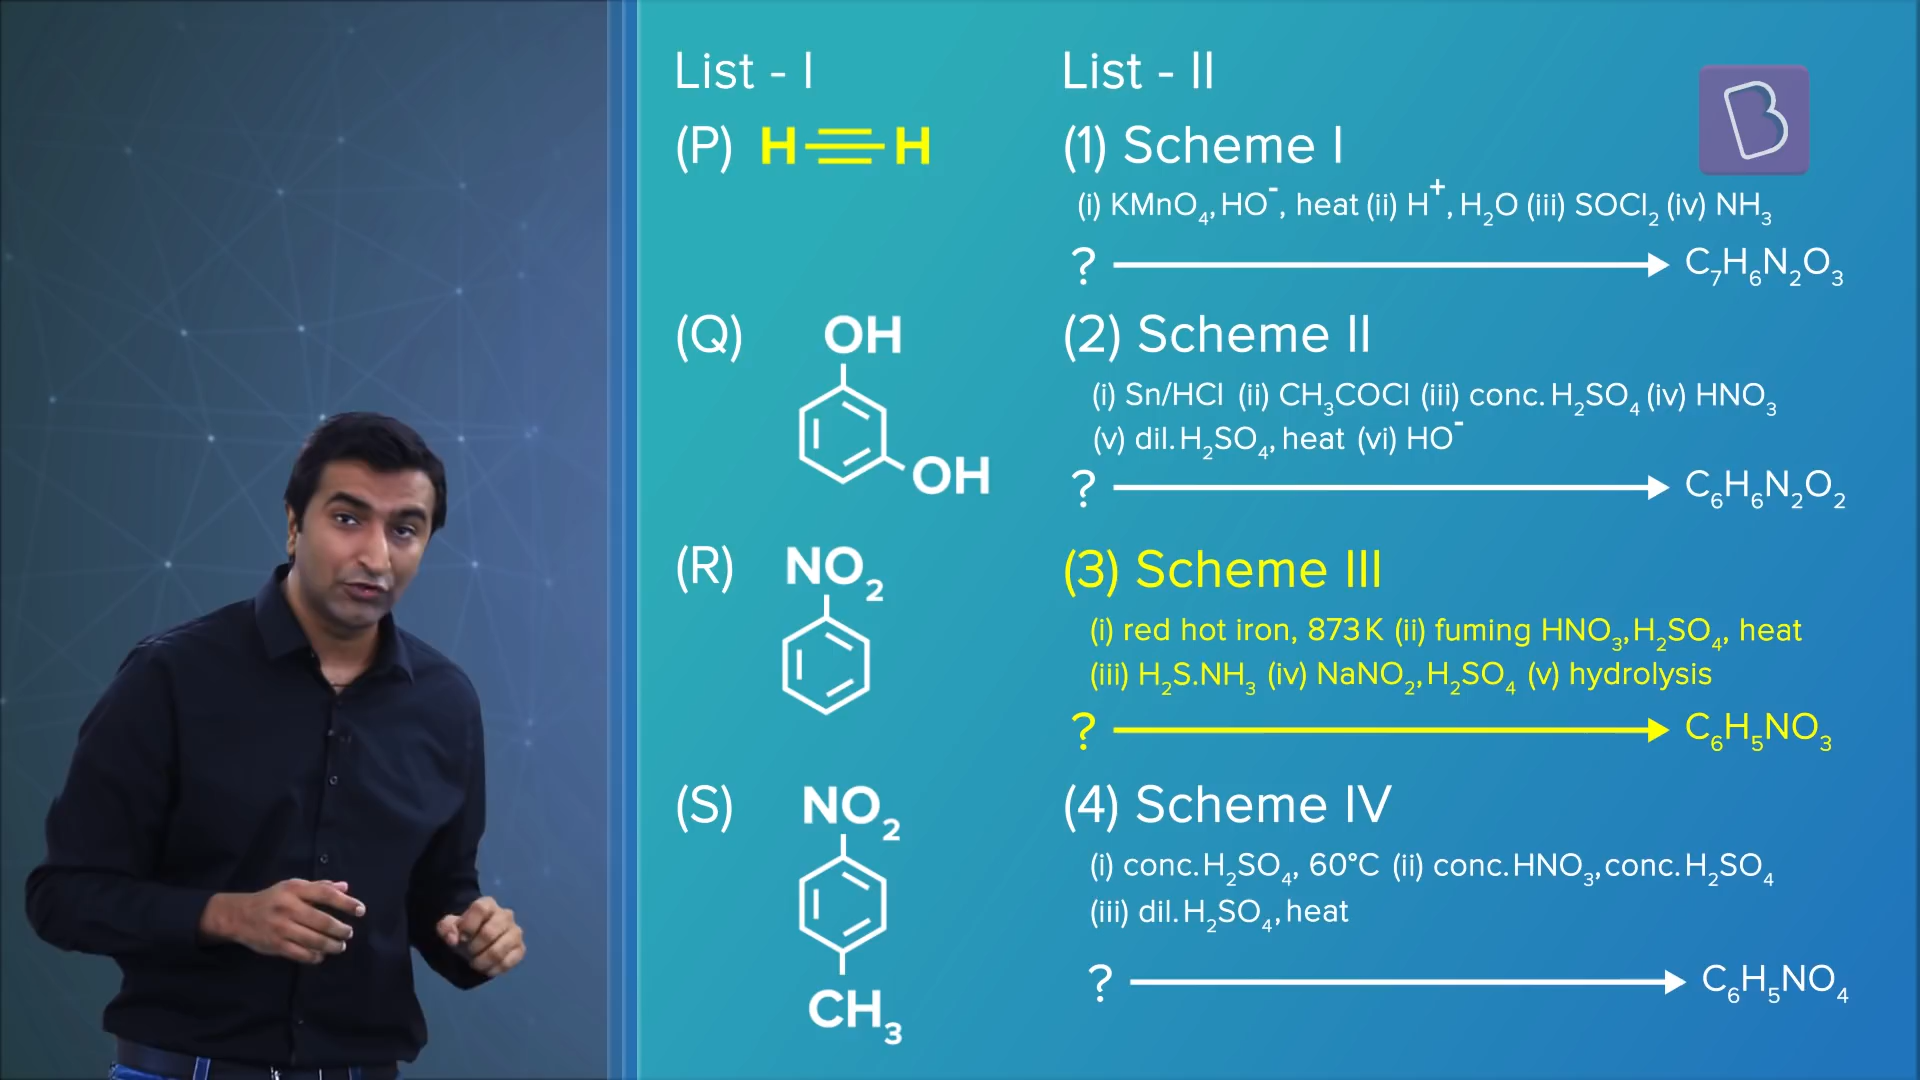 List - I
List - II
(P) H≡H
(1) Scheme I
(i) KMnO₄, HO⁻, heat (ii) H⁺, H₂O (iii) SOCl₂ (iv) NH₃
? ⟶ C₇H₆N₂O₃
(Q) OH
OH
(2) Scheme II
(i) Sn/HCl (ii) CH₃COCl (iii) conc. H₂SO₄ (iv) HNO₃
(v) dil. H₂SO₄, heat (vi) HO⁻
? ⟶ C₆H₆N₂O₂
(R) NO₂
(3) Scheme III
(i) red hot iron, 873 K (ii) fuming HNO₃, H₂SO₄, heat
(iii) H₂S.NH₃ (iv) NaNO₂, H₂SO₄ (v) hydrolysis
? ⟶ C₆H₅NO₃
(S) NO₂
CH₃
(4) Scheme IV
(i) conc. H₂SO₄, 60°C (ii) conc. HNO₃, conc. H₂SO₄
(iii) dil. H₂SO₄, heat
? ⟶ C₆H₅NO₄
B